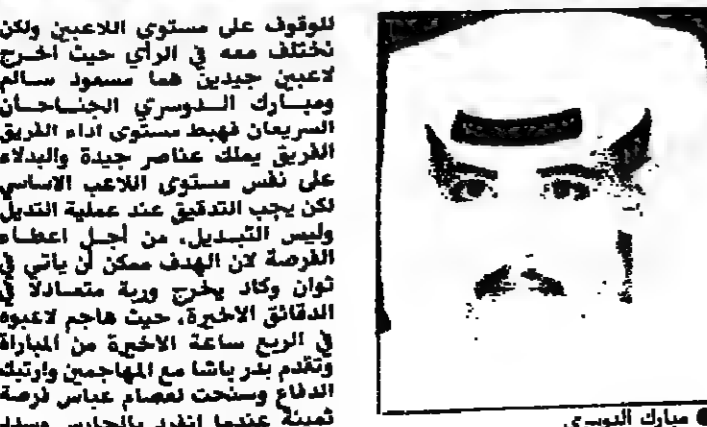 للوقوف على مستوى اللاعبين ولكن
نختلف معه في الرأي حيث اخرج
لاعبين جيدين هما مسعود سالم
ومبارك الدوسري الجناحان
السريعان فهبط مستوى اداء الفريق
الفريق يملك عناصر جيدة والبدلاء
على نفس مستوى اللاعب الاساسي
لكن يجب التدقيق عند عملية التديل
وليس التبديل، من أجل اعطاء
الفرصة لان الهدف ممكن أن ياتي في
ثوان وكاد يخرج وربة متعادلا في
الدقائق الاخيرة، حيث هاجم لاعبوه
في الربع ساعة الاخيرة من المباراة
وتقدم بدر باشا مع المهاجمين وارتبك
الدفاع وسنحت لعصام عباس فرصة
ثمينة عندما انفرد بالحارس وسدد
● مبارك الدوسري